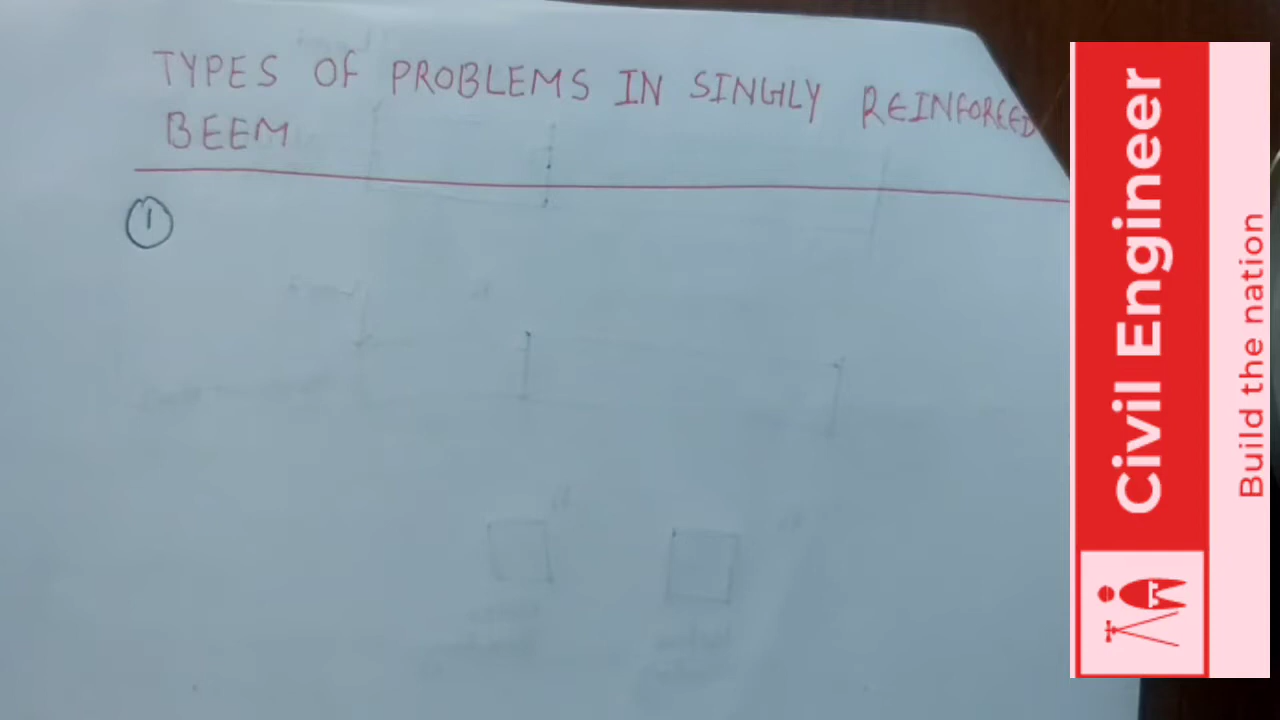 TYPES OF PROBLEMS IN SINGLY REINFORCED
BEEM
1
Civil Engineer
Build the nation